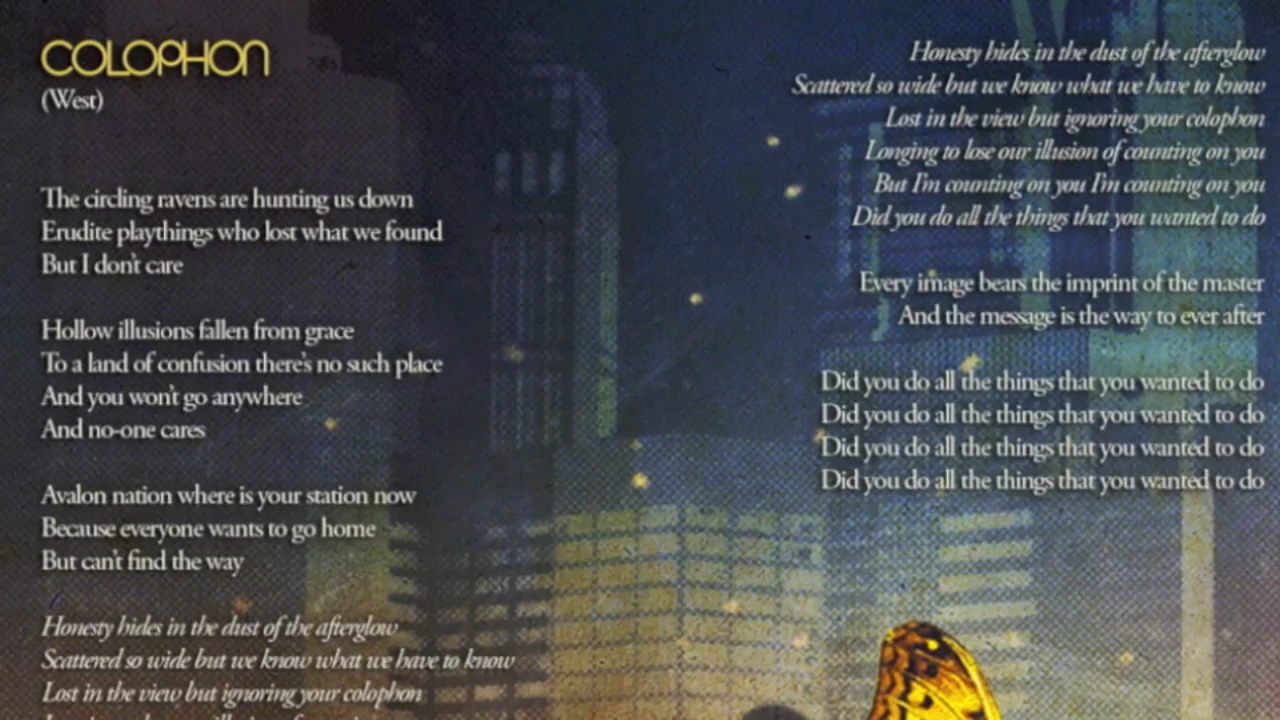 COLOPHON
(West)
The circling ravens are hunting us down
Erudite playthings who lost what we found
But I don't care
Hollow illusions fallen from grace
To a land of confusion there's no such place
And you won't go anywhere
And no-one cares
Avalon nation where is your station now
Because everyone wants to go home
But can't find the way
Honesty hides in the dust of the afterglow
Scattered so wide but we know what we have to know
Lost in the view but ignoring your colophon
Honesty hides in the dust of the afterglow
Scattered so wide but we know what we have to know
Lost in the view but ignoring your colophon
Longing to lose our illusion of counting on you
But I'm counting on you I'm counting on you
Did you do all the things that you wanted to do
Every image bears the imprint of the master
And the message is the way to ever after
Did you do all the things that you wanted to do
Did you do all the things that you wanted to do
Did you do all the things that you wanted to do
Did you do all the things that you wanted to do